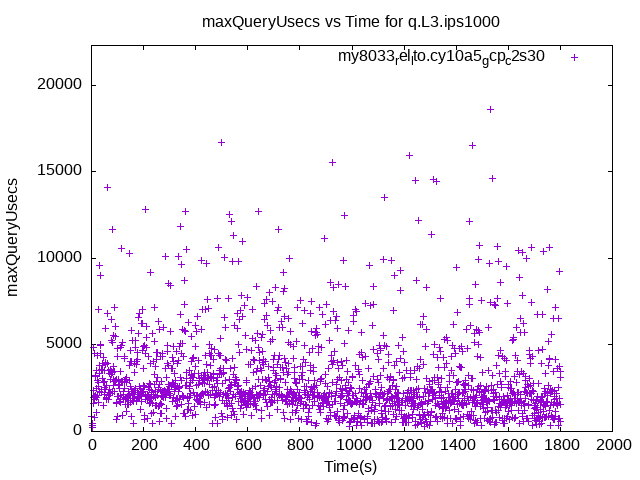 maxQueryUsecs vs Time for q.L3.ips1000
my8033relto.cy10a5gcpc2s30
20000
15000
10000
5000
0
maxQueryUsecs
0 200 400 600 800 1000 1200 1400 1600 1800 2000
Time(s)